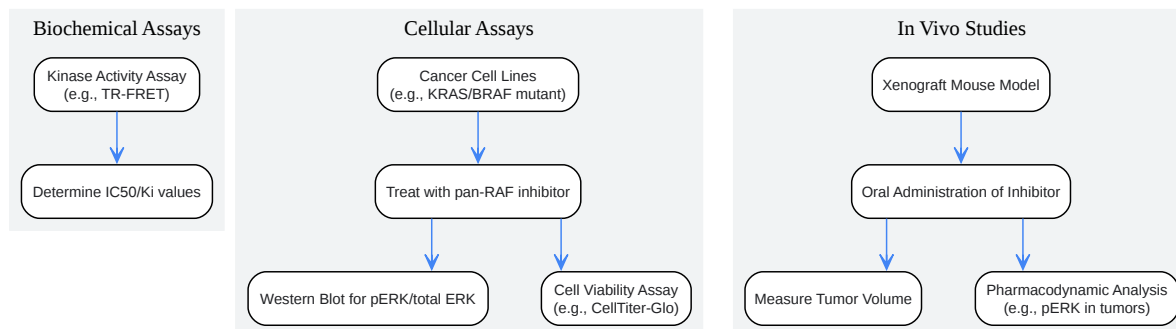 Biochemical Assays
Kinase Activity Assay
(e.g., TR-FRET)
Determine IC50/Ki values
Cellular Assays
Cancer Cell Lines
(e.g., KRAS/BRAF mutant)
Treat with pan-RAF inhibitor
Western Blot for pERK/total ERK
Cell Viability Assay
(e.g., CellTiter-Glo)
In Vivo Studies
Xenograft Mouse Model
Oral Administration of Inhibitor
Measure Tumor Volume
Pharmacodynamic Analysis
(e.g., pERK in tumors)